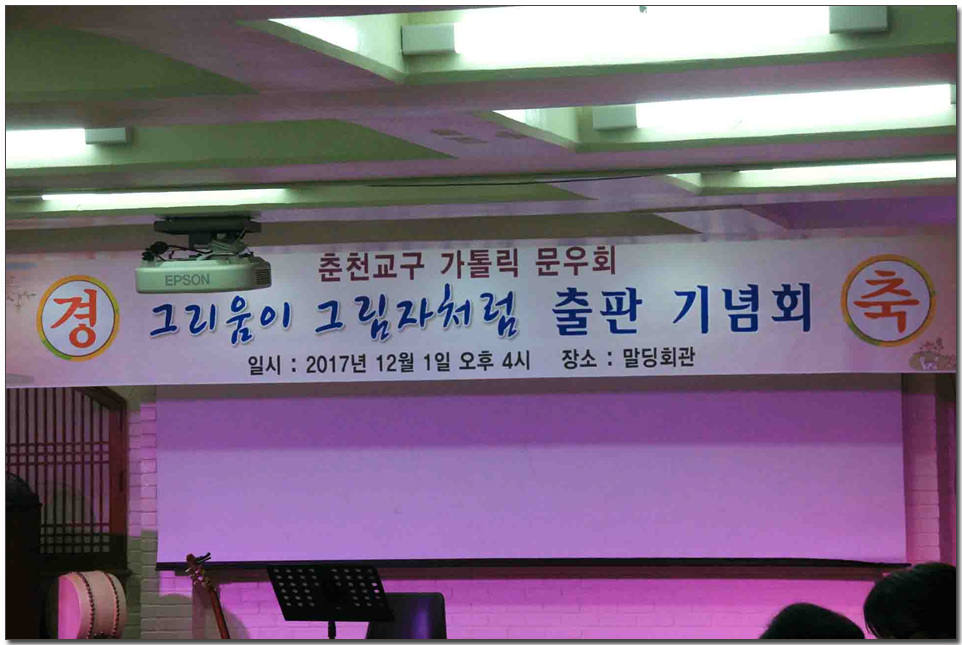 EPSON
춘천교구 가톨릭 문우회
경 그리움이 그림자처럼 출판 기념회 축
일시 : 2017년 12월 1일 오후 4시 장소 : 말딩회관